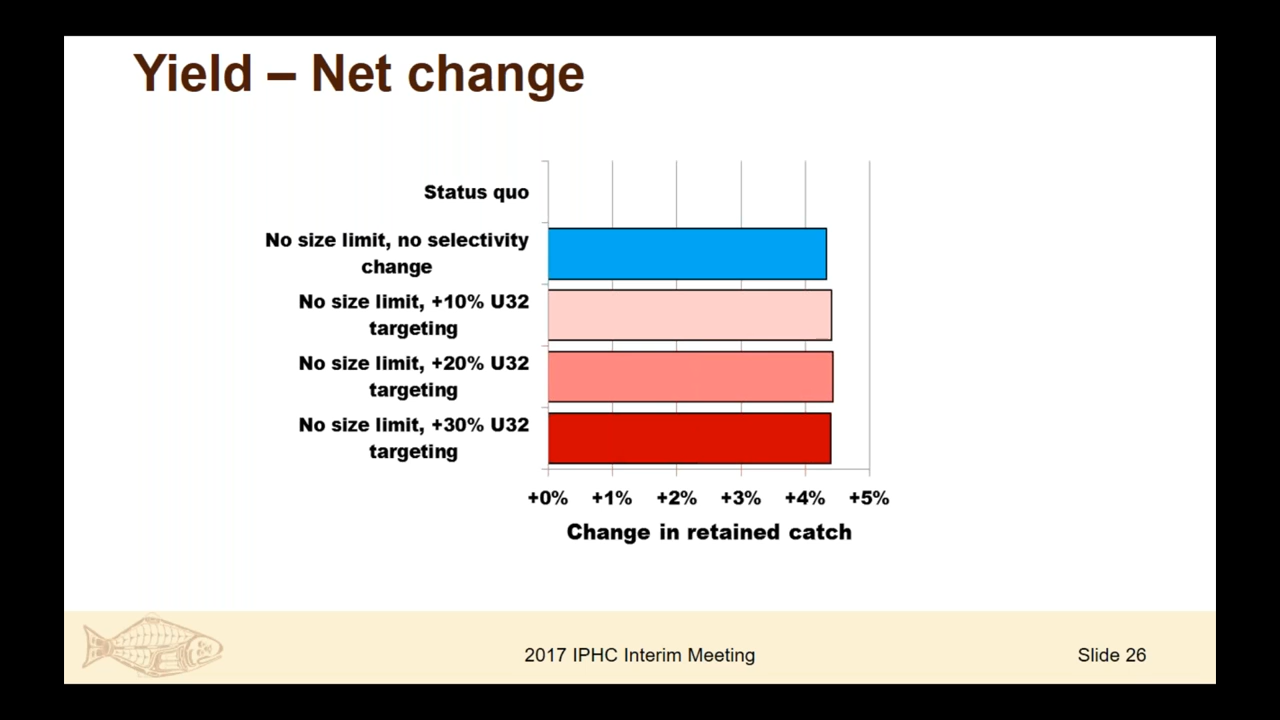 Yield – Net change
Status quo
No size limit, no selectivity
change
No size limit, +10% U32
targeting
No size limit, +20% U32
targeting
No size limit, +30% U32
targeting
+0% +1% +2% +3% +4% +5%
Change in retained catch
2017 IPHC Interim Meeting
Slide 26